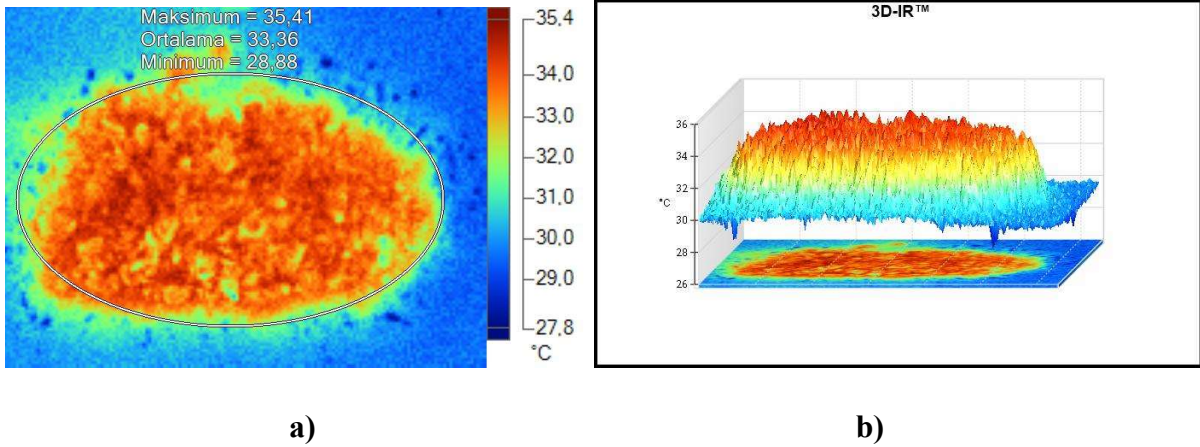 Maksimum = 35,41
Ortalama = 33,36
Minimum = 28,88
35,4
34,0
33,0
32,0
31,0
30,0
29,0
27,8
°C
3D-IR™
36
34
32
°C
30
28
26
a)
b)